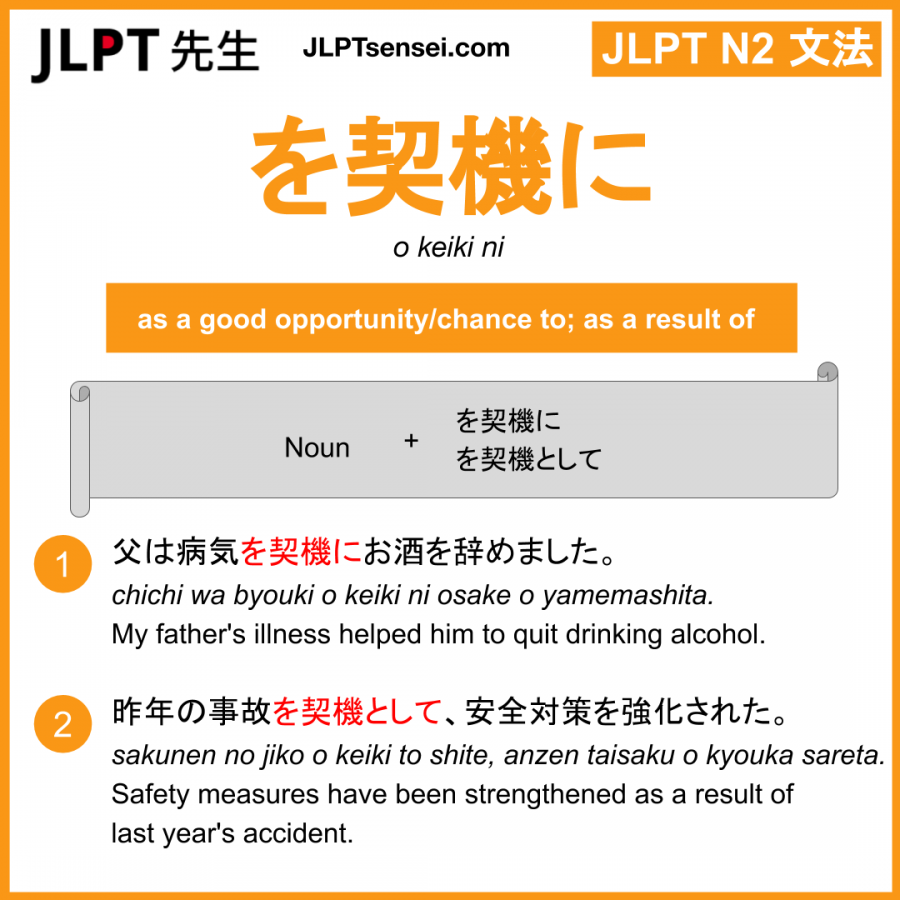 JLPT 先生
JLPTsensei.com
JLPT N2 文法
を契機に
o keiki ni
as a good opportunity/chance to; as a result of
Noun + を契機に
を契機として
1 父は病気を契機にお酒を辞めました。
chichi wa byouki o keiki ni osake o yamemashita.
My father's illness helped him to quit drinking alcohol.
2 昨年の事故を契機として、安全対策を強化された。
sakunen no jiko o keiki to shite, anzen taisaku o kyouka sareta.
Safety measures have been strengthened as a result of
last year's accident.